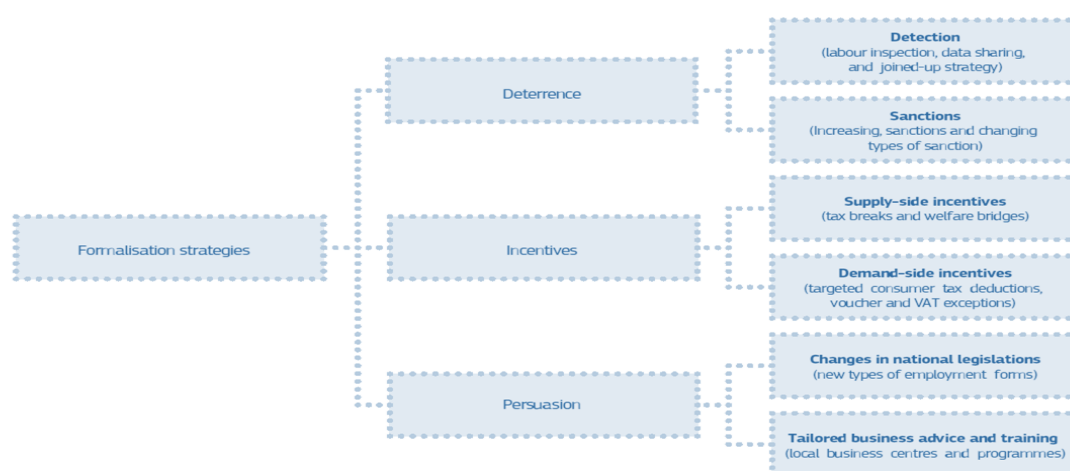 Detection
(labour inspection, data sharing,
and joined-up strategy)
Deterrence
Sanctions
(Increasing, sanctions and changing
types of sanction)
Supply-side incentives
(tax breaks and welfare bridges)
Formalisation strategies
Incentives
Demand-side incentives
(targeted consumer tax deductions,
voucher and VAT exceptions)
Changes in national legislations
(new types of employment forms)
Persuasion
Tailored business advice and training
(local business centres and programmes)